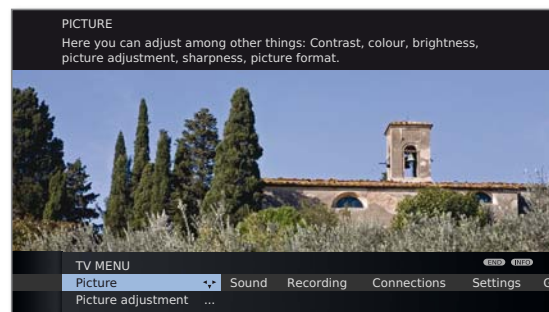 PICTURE
Here you can adjust among other things: Contrast, colour, brightness,
picture adjustment, sharpness, picture format.
TV MENU END INFO
Picture Sound Recording Connections Settings
Picture adjustment ...